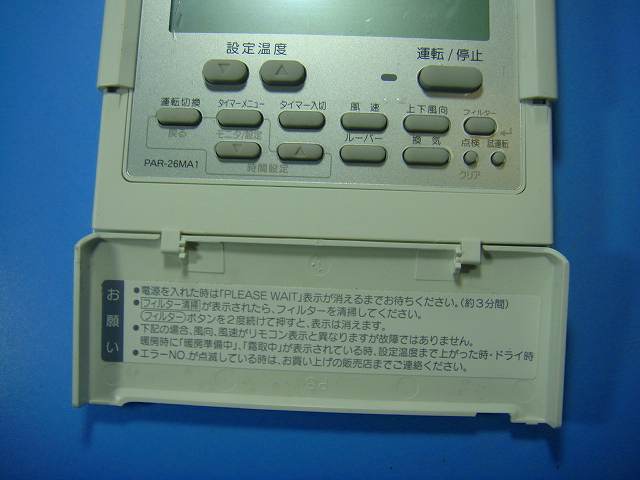 設定温度
運転/停止
運転切換
タイマーメニュー
タイマー入切
風速
上下風向
フィルター
戻る
モニタ/設定
ルーバー
換気
点検
試運転
PAR-26MA1
時間設定
クリア
お願い
●電源を入れた時は「PLEASE WAIT」表示が消えるまでお待ちください。(約3分間)
●フィルター清掃が表示されたら、フィルターを清掃してください。
フィルターボタンを2度続けて押すと、表示は消えます。
●下記の場合、風向、風速がリモコン表示と異なりますが故障ではありません。
暖房時に「暖房準備中」、「霜取中」が表示されている時、設定温度まで上がった時・ドライ時
●エラーNO.が点滅している時は、お買い上げの販売店までご連絡ください。